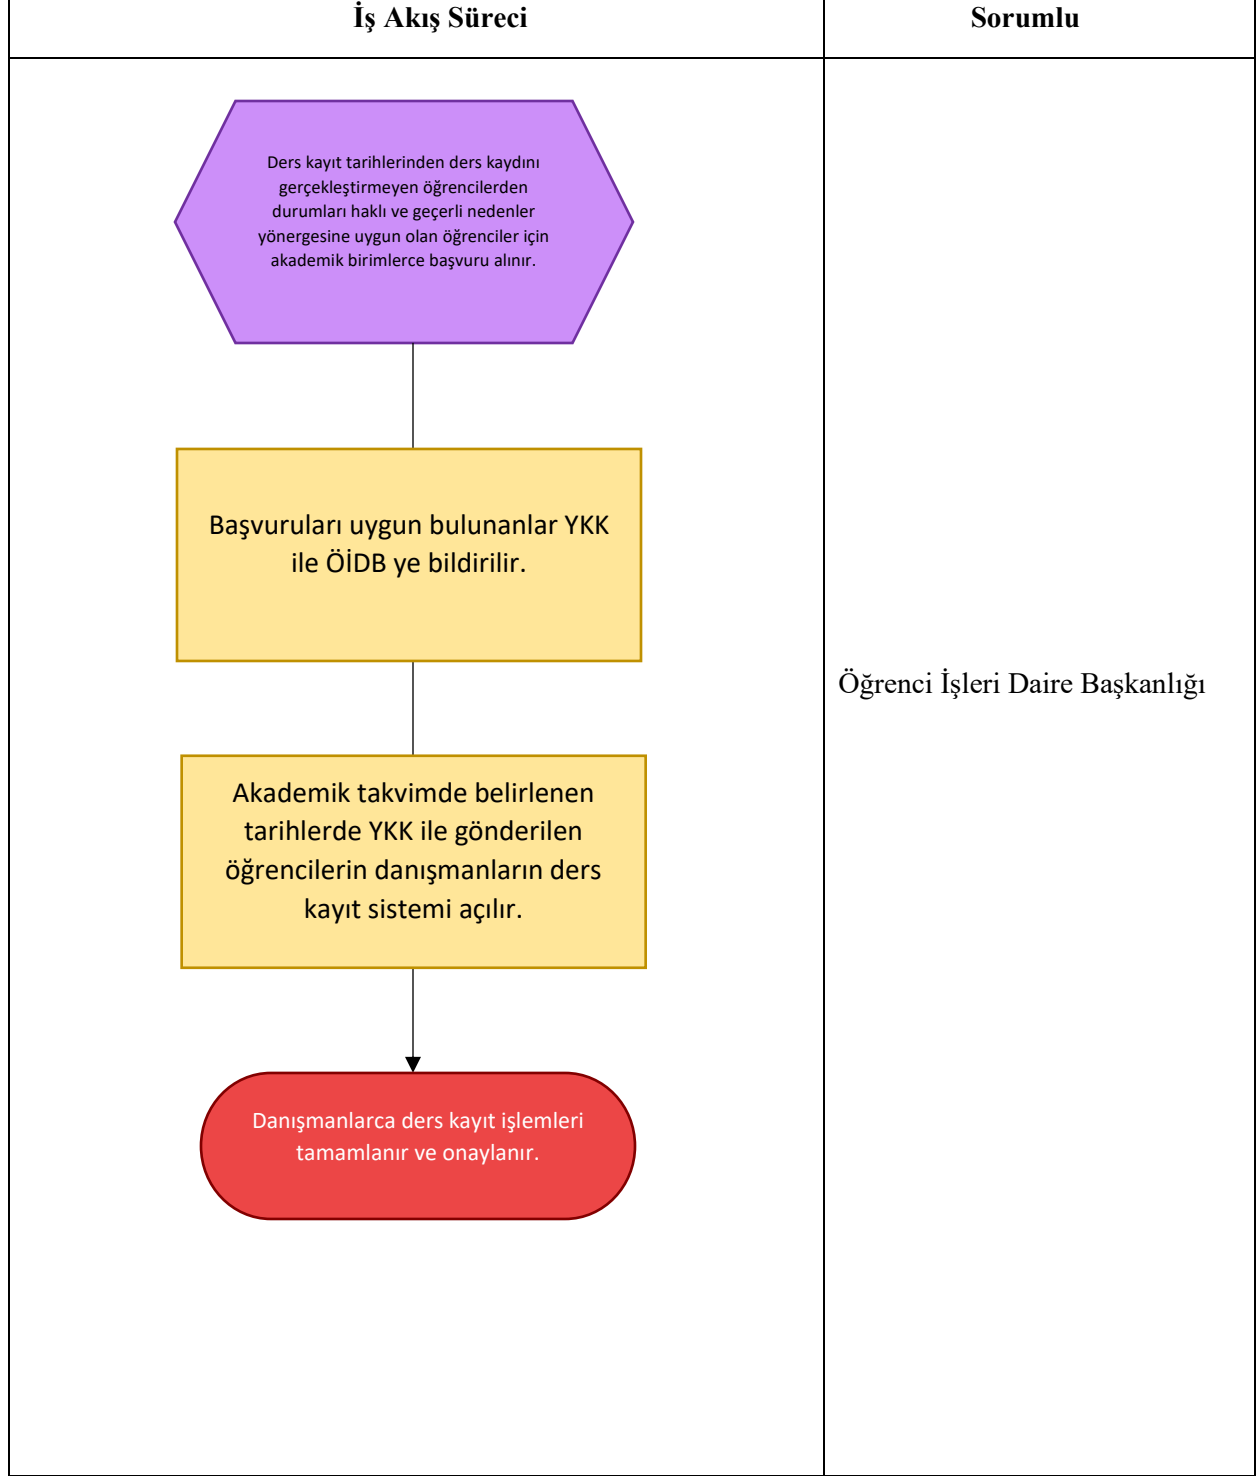 İş Akış Süreci
Sorumlu
Ders kayıt tarihlerinden ders kaydını
gerçekleştirmeyen öğrencilerden
durumları haklı ve geçerli nedenler
yönergesine uygun olan öğrenciler için
akademik birimlerce başvuru alınır.
Başvuruları uygun bulunanlar YKK
ile ÖİDB ye bildirilir.
Öğrenci İşleri Daire Başkanlığı
Akademik takvimde belirlenen
tarihlerde YKK ile gönderilen
öğrencilerin danışmanların ders
kayıt sistemi açılır.
Danışmanlarca ders kayıt işlemleri
tamamlanır ve onaylanır.